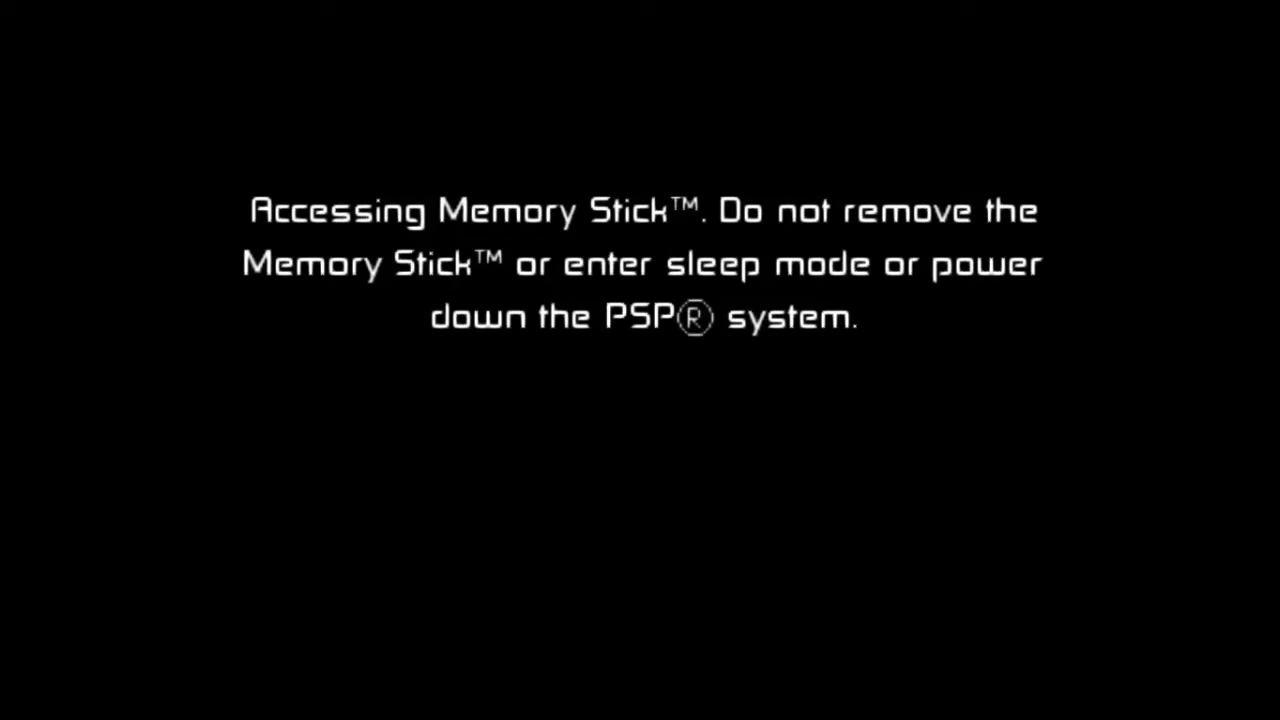 Accessing Memory Stick™. Do not remove the
Memory Stick™ or enter sleep mode or power
down the PSP® system.